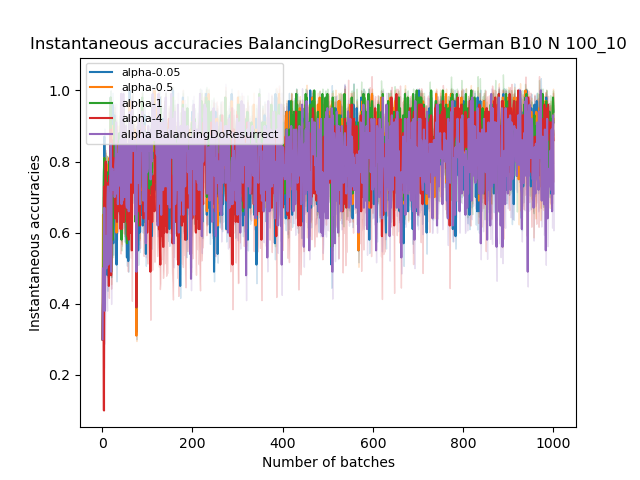 Instantaneous accuracies BalancingDoResurrect German B10 N 100_10
alpha-0.05
alpha-0.5
alpha-1
alpha-4
alpha BalancingDoResurrect
Instantaneous accuracies
1.0
0.8
0.6
0.4
0.2
0
200
400
600
800
1000
Number of batches